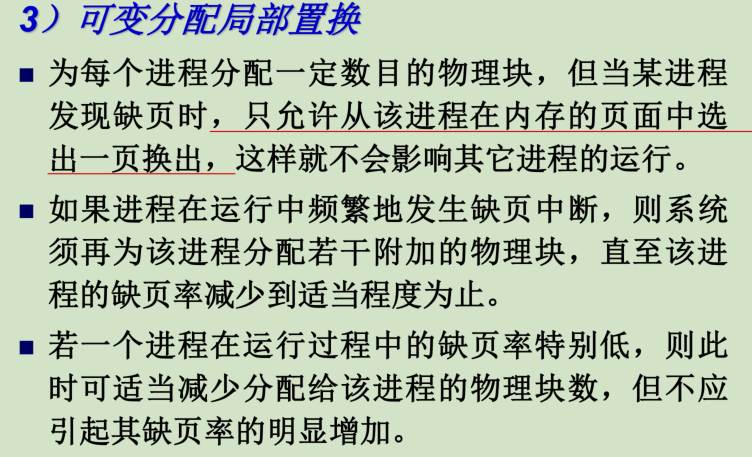 3）可变分配局部置换
■ 为每个进程分配一定数目的物理块，但当某进程
发现缺页时，只允许从该进程在内存的页面中选
出一页换出，这样就不会影响其它进程的运行。
■ 如果进程在运行中频繁地发生缺页中断，则系统
须再为该进程分配若干附加的物理块，直至该进
程的缺页率减少到适当程度为止。
■ 若一个进程在运行过程中的缺页率特别低，则此
时可适当减少分配给该进程的物理块数，但不应
引起其缺页率的明显增加。